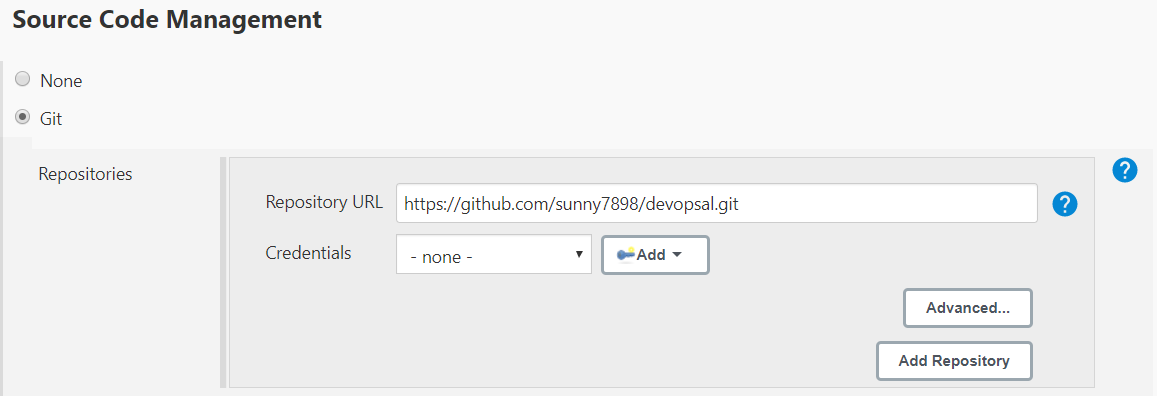 Source Code Management
None
Git
Repositories
?
Repository URL https://github.com/sunny7898/devopsal.git ?
Credentials - none - Add
Advanced...
Add Repository